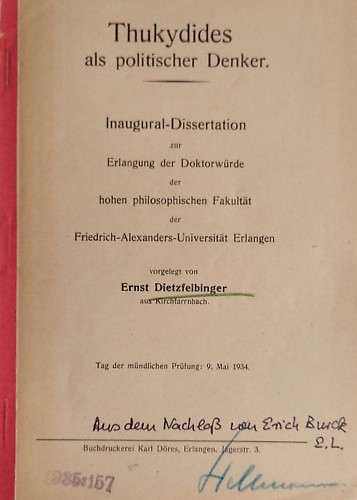 Thukydides
als politischer Denker.
Inaugural-Dissertation
zur
Erlangung der Doktorwürde
der
hohen philosophischen Fakultät
der
Friedrich-Alexanders-Universität Erlangen
vorgelegt von
Ernst Dietzfelbinger
aus Kirchfarrnbach.
Tag der mündlichen Prüfung: 9. Mai 1934.
Aus dem Nachlaß von Erich Burck
E.L.
Buchdruckerei Karl Döres, Erlangen, Jägerstr. 3.
985:157